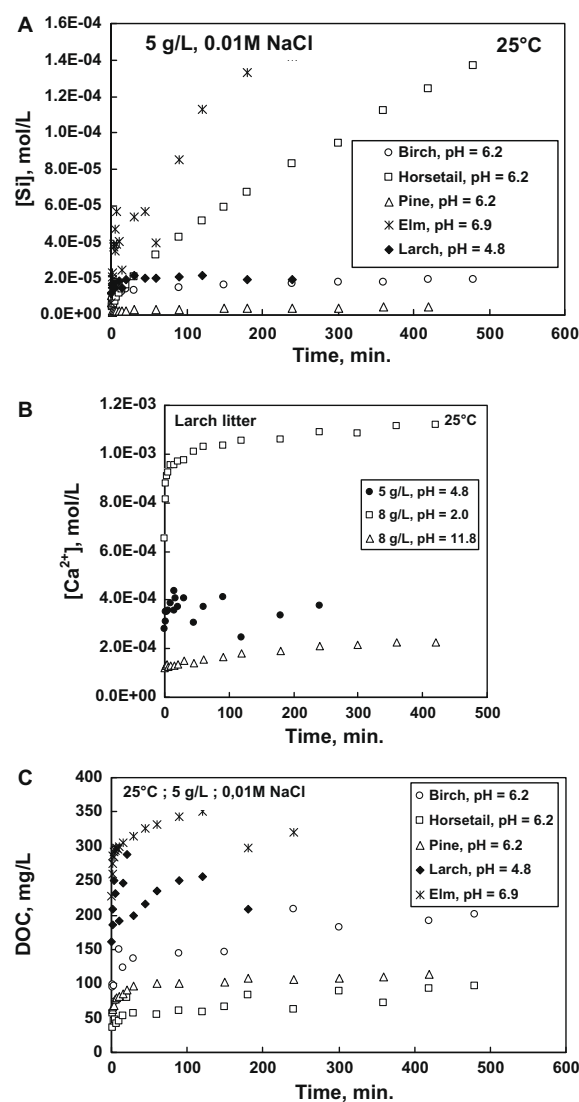 A
5 g/L, 0.01M NaCl
25°C
1.4E-04
1.2E-04
1.0E-04
8.0E-05
6.0E-05
4.0E-05
2.0E-05
0.0E+00
[Si], mol/L
Birch, pH = 6.2
Horsetail, pH = 6.2
Pine, pH = 6.2
Elm, pH = 6.9
Larch, pH = 4.8
0 100 200 300 400 500 600
Time, min.
B
Larch litter
25°C
1.2E-03
1.0E-03
8.0E-04
6.0E-04
4.0E-04
2.0E-04
0.0E+00
[Ca2+], mol/L
5 g/L, pH = 4.8
8 g/L, pH = 2.0
8 g/L, pH = 11.8
0 100 200 300 400 500
Time, min.
C
25°C ; 5 g/L ; 0,01M NaCl
400
350
300
250
200
150
100
50
0
DOC, mg/L
Birch, pH = 6.2
Horsetail, pH = 6.2
Pine, pH = 6.2
Larch, pH = 4.8
Elm, pH = 6.9
0 100 200 300 400 500 600
Time, min.